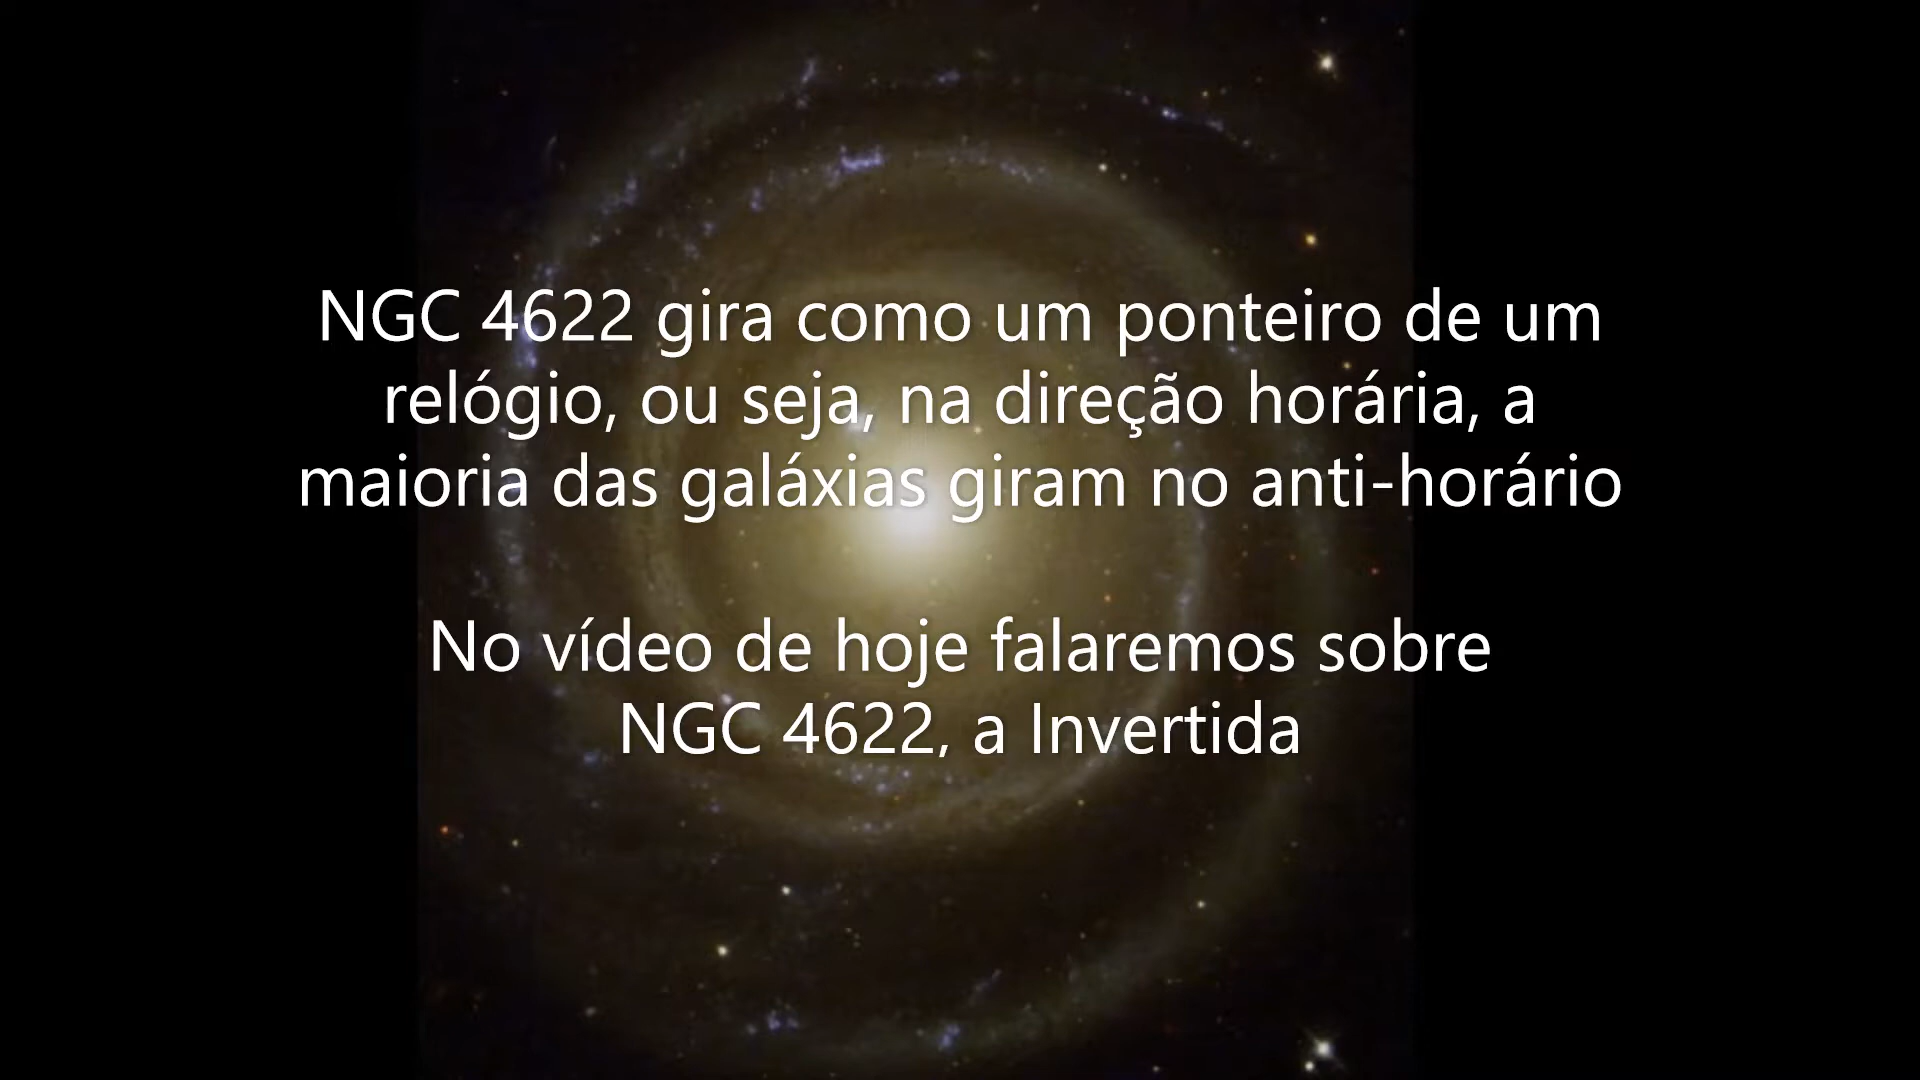 NGC 4622 gira como um ponteiro de um
relógio, ou seja, na direção horária, a
maioria das galáxias giram no anti-horário
No vídeo de hoje falaremos sobre
NGC 4622, a Invertida